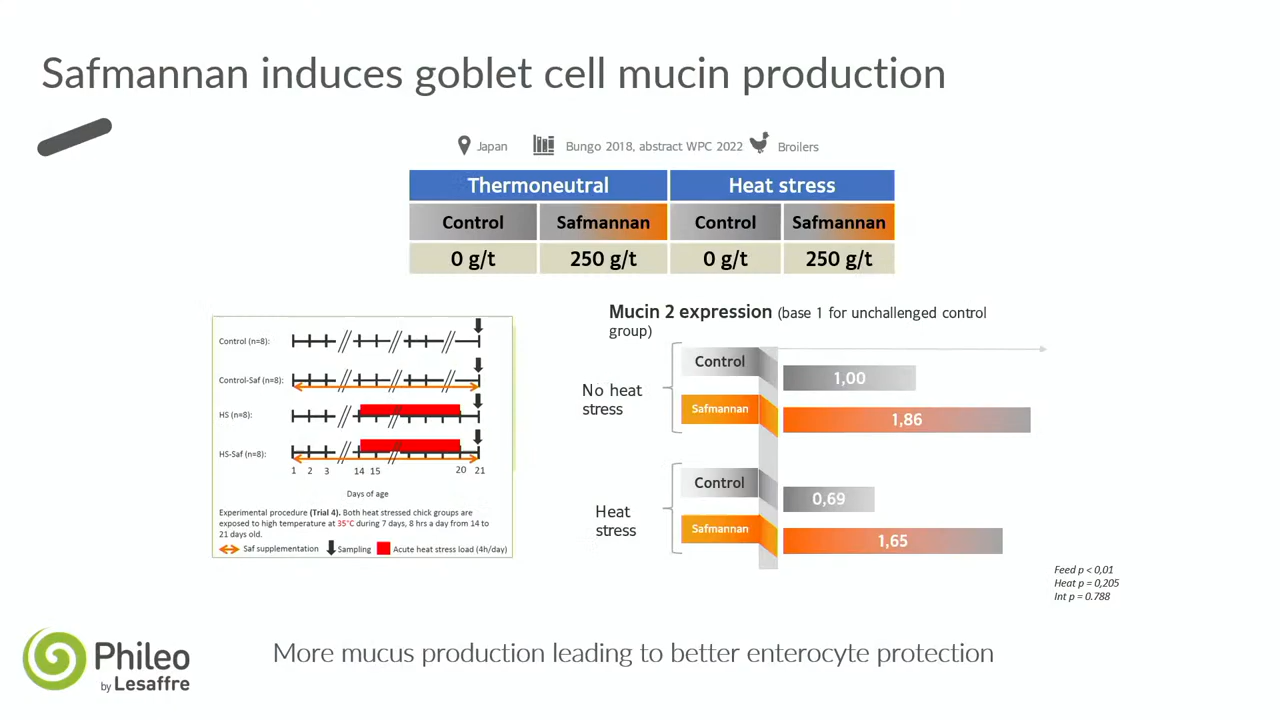 Safmannan induces goblet cell mucin production
Japan
Bungo 2018, abstract WPC 2022
Broilers
Thermoneutral
Heat stress
Control
Safmannan
Control
Safmannan
0 g/t
250 g/t
0 g/t
250 g/t
Control (n=8):
Control-Saf (n=8):
HS (n=8):
HS-Saf (n=8):
1 2 3 14 15 20 21
Days of age
Experimental procedure (Trial 4). Both heat stressed chick groups are
exposed to high temperature at 35°C during 7 days, 8 hrs a day from 14 to
21 days old.
Saf supplementation
Sampling
Acute heat stress load (4h/day)
Mucin 2 expression (base 1 for unchallenged control
group)
No heat
stress
Control
1,00
Safmannan
1,86
Heat
stress
Control
0,69
Safmannan
1,65
Feed p < 0,01
Heat p = 0,205
Int p = 0.788
Phileo
by Lesaffre
More mucus production leading to better enterocyte protection